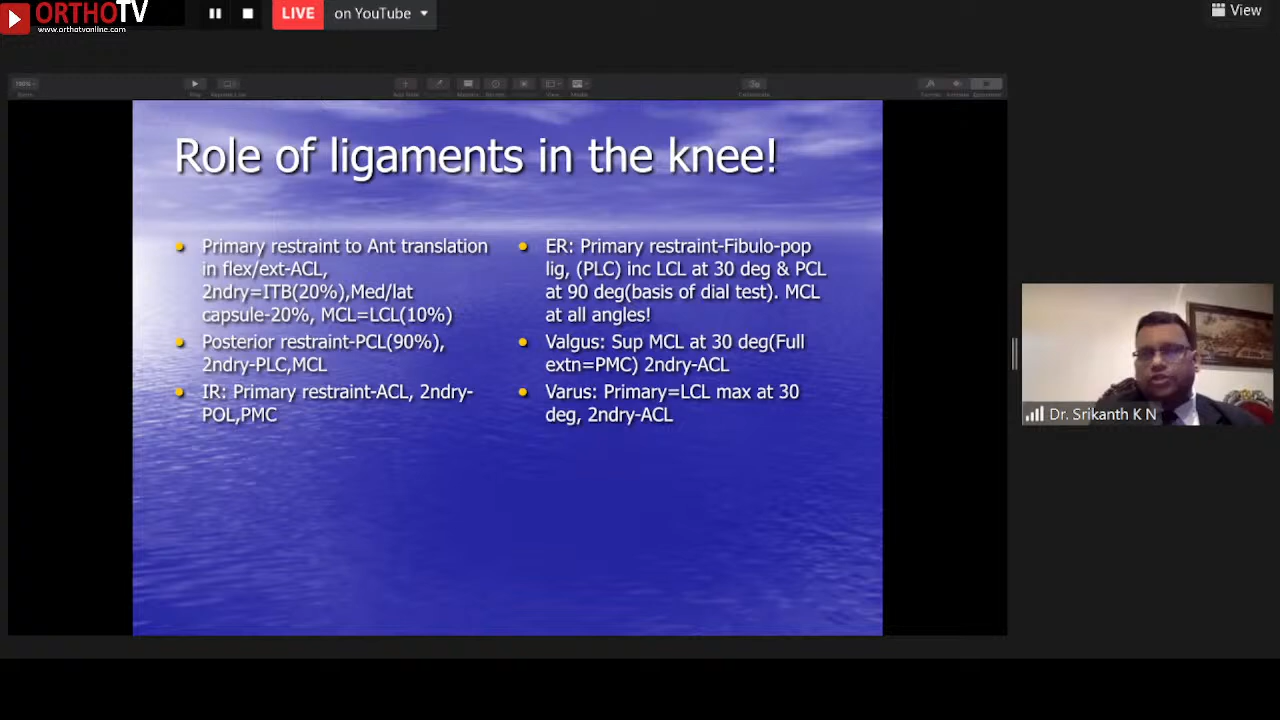 ORTHOTV
www.orthotvonline.com
LIVE
on YouTube
View
Role of ligaments in the knee!
Primary restraint to Ant translation
in flex/ext-ACL,
2ndry=ITB(20%),Med/lat
capsule-20%, MCL=LCL(10%)
Posterior restraint-PCL(90%),
2ndry-PLC,MCL
IR: Primary restraint-ACL, 2ndry-
POL,PMC
ER: Primary restraint-Fibulo-pop
lig, (PLC) inc LCL at 30 deg & PCL
at 90 deg(basis of dial test). MCL
at all angles!
Valgus: Sup MCL at 30 deg(Full
extn=PMC) 2ndry-ACL
Varus: Primary=LCL max at 30
deg, 2ndry-ACL
Dr. Srikanth K N